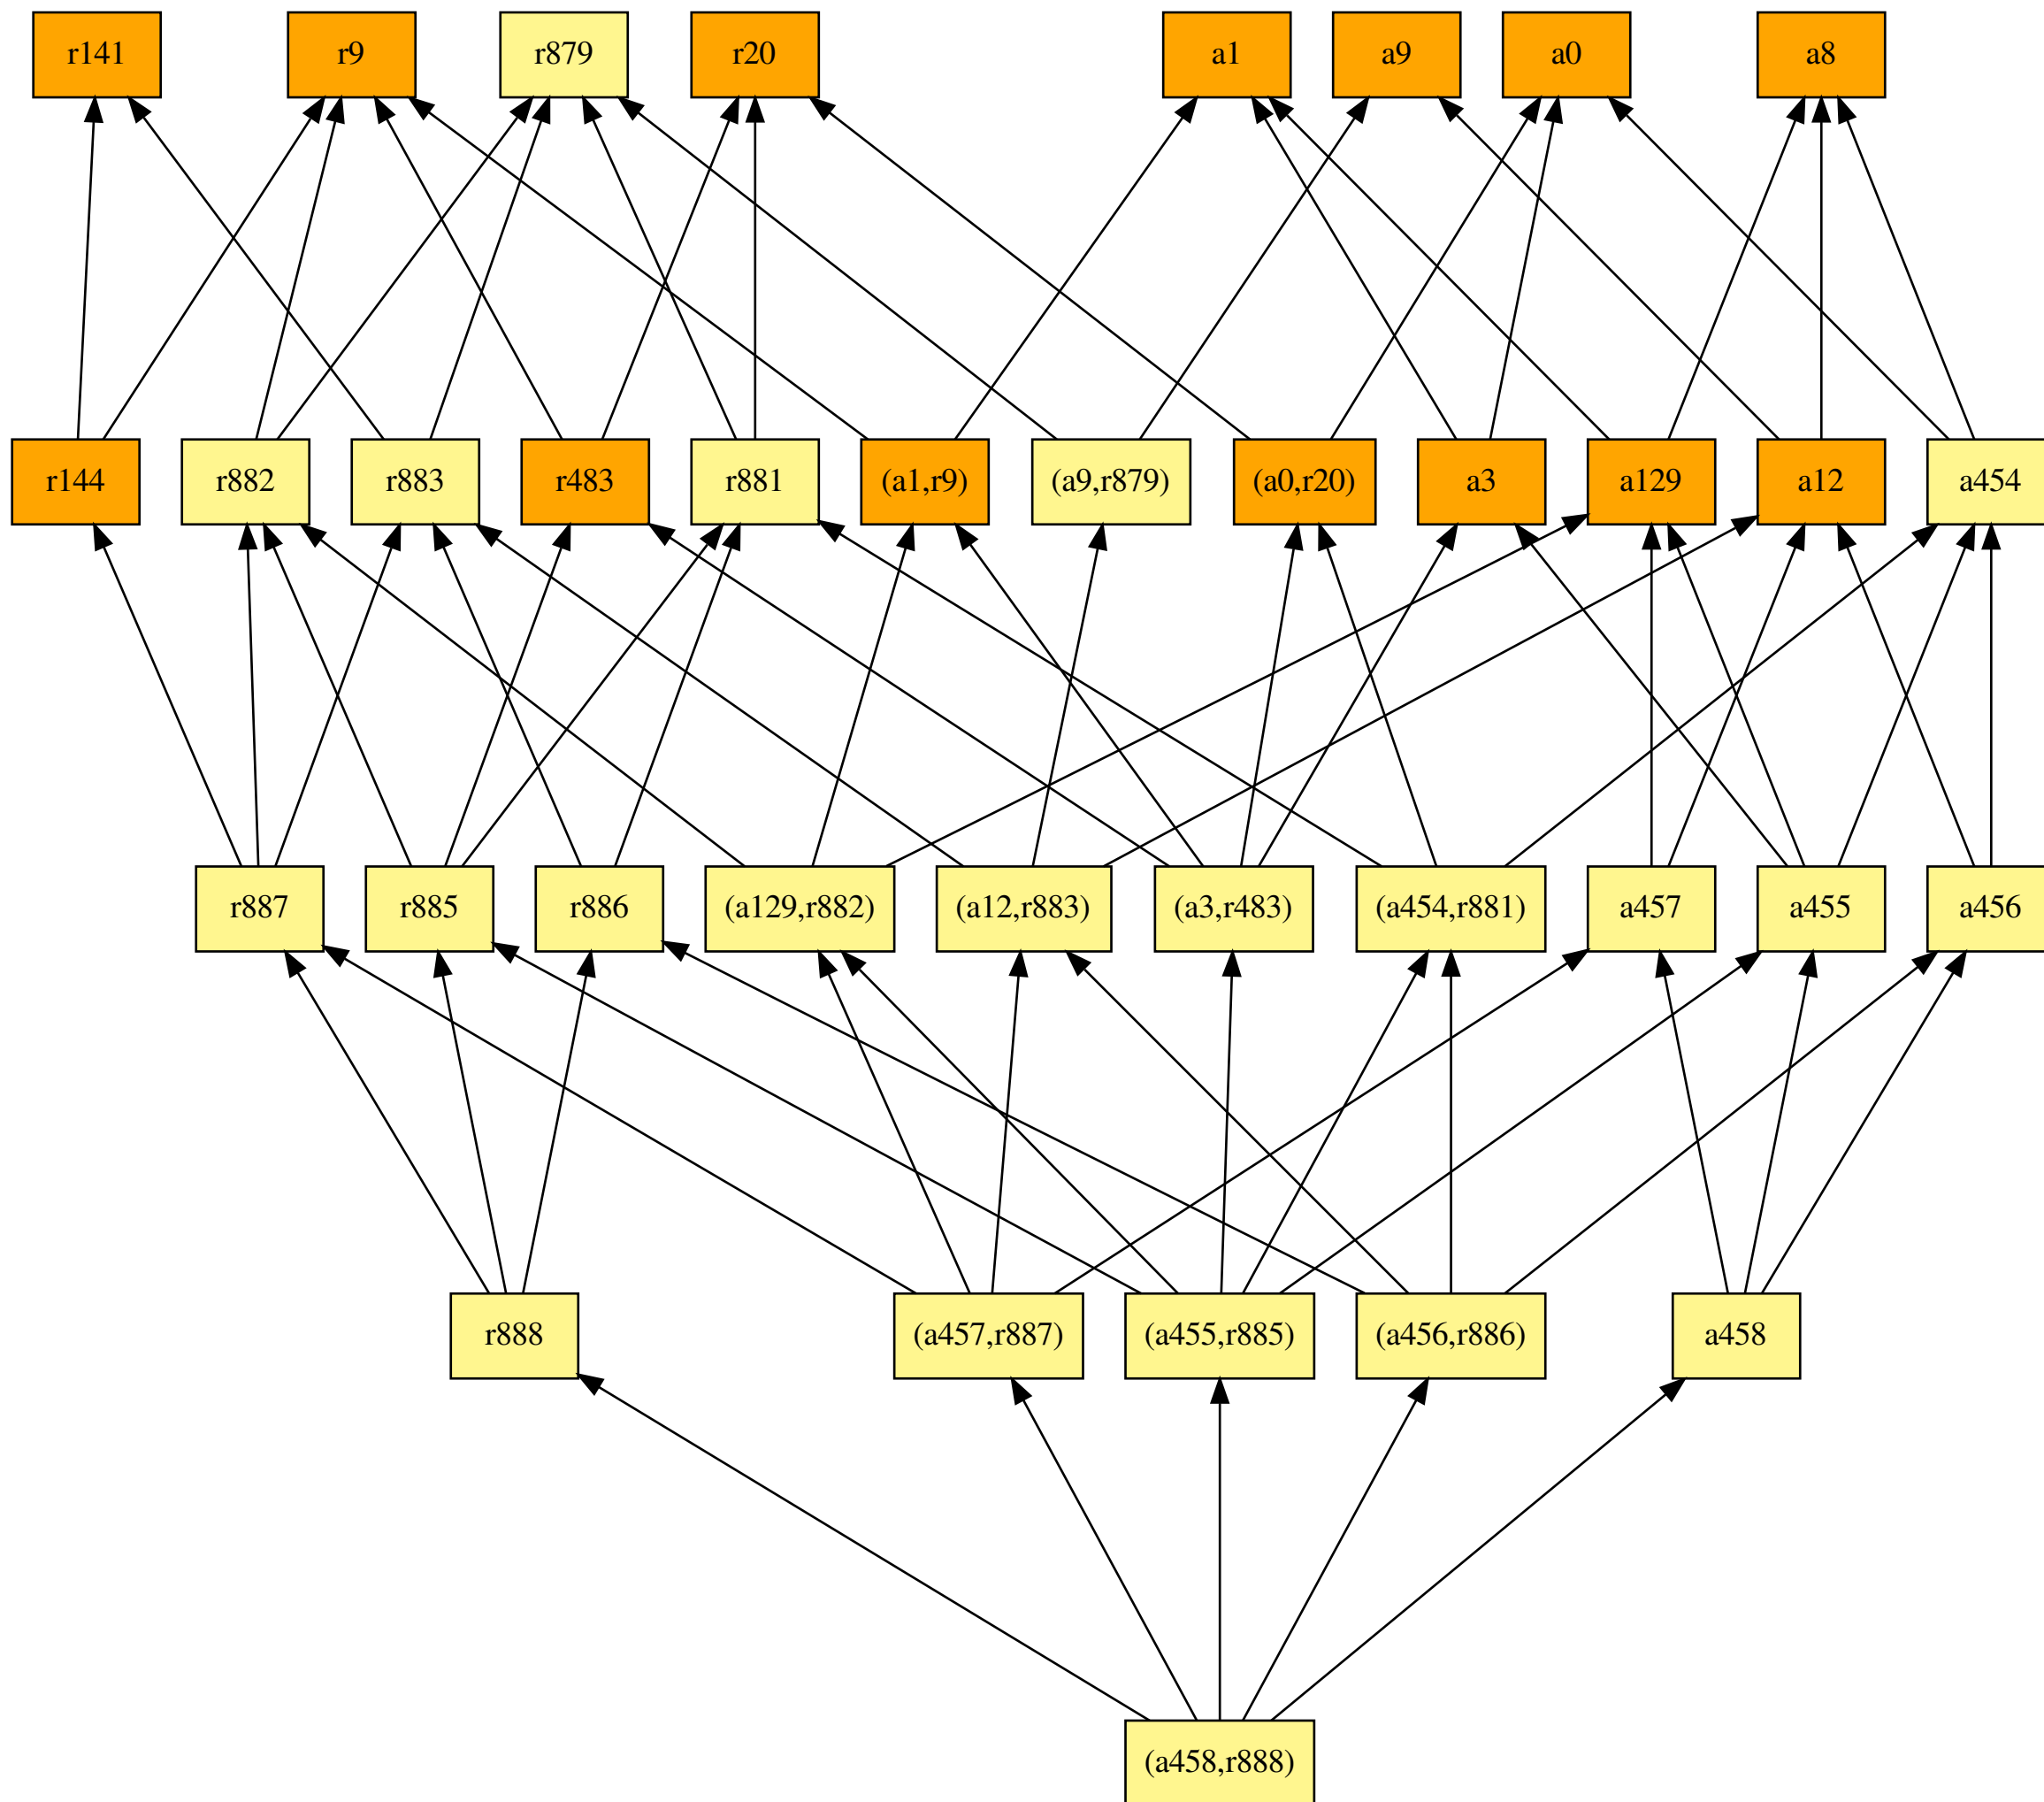 r141 r9 r879 r20 a1 a9 a0 a8
r144 r882 r883 r483 r881 (a1,r9) (a9,r879) (a0,r20) a3 a129 a12 a454
r887 r885 r886 (a129,r882) (a12,r883) (a3,r483) (a454,r881) a457 a455 a456
r888 (a457,r887) (a455,r885) (a456,r886) a458
(a458,r888)